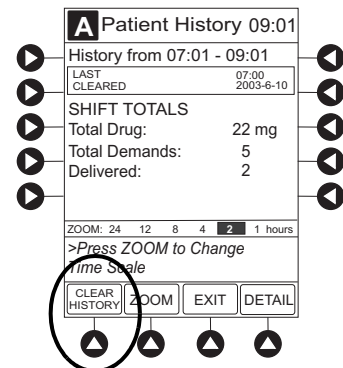 A Patient History 09:01
History from 07:01 - 09:01
LAST 07:00
CLEARED 2003-6-10
SHIFT TOTALS
Total Drug: 22 mg
Total Demands: 5
Delivered: 2
ZOOM: 24 12 8 4 2 1 hours
>Press ZOOM to Change
Time Scale
CLEAR HISTORY ZOOM EXIT DETAIL